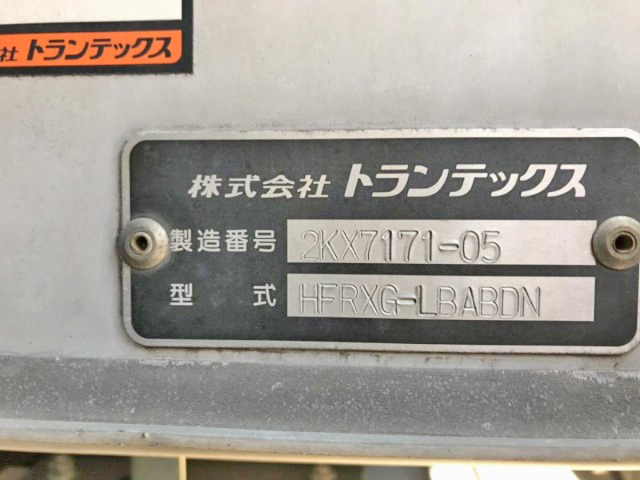 社 トランテックス
株式会社 トランテックス
製造番号 2KX7171-05
型式 HFRXG-LBABDN